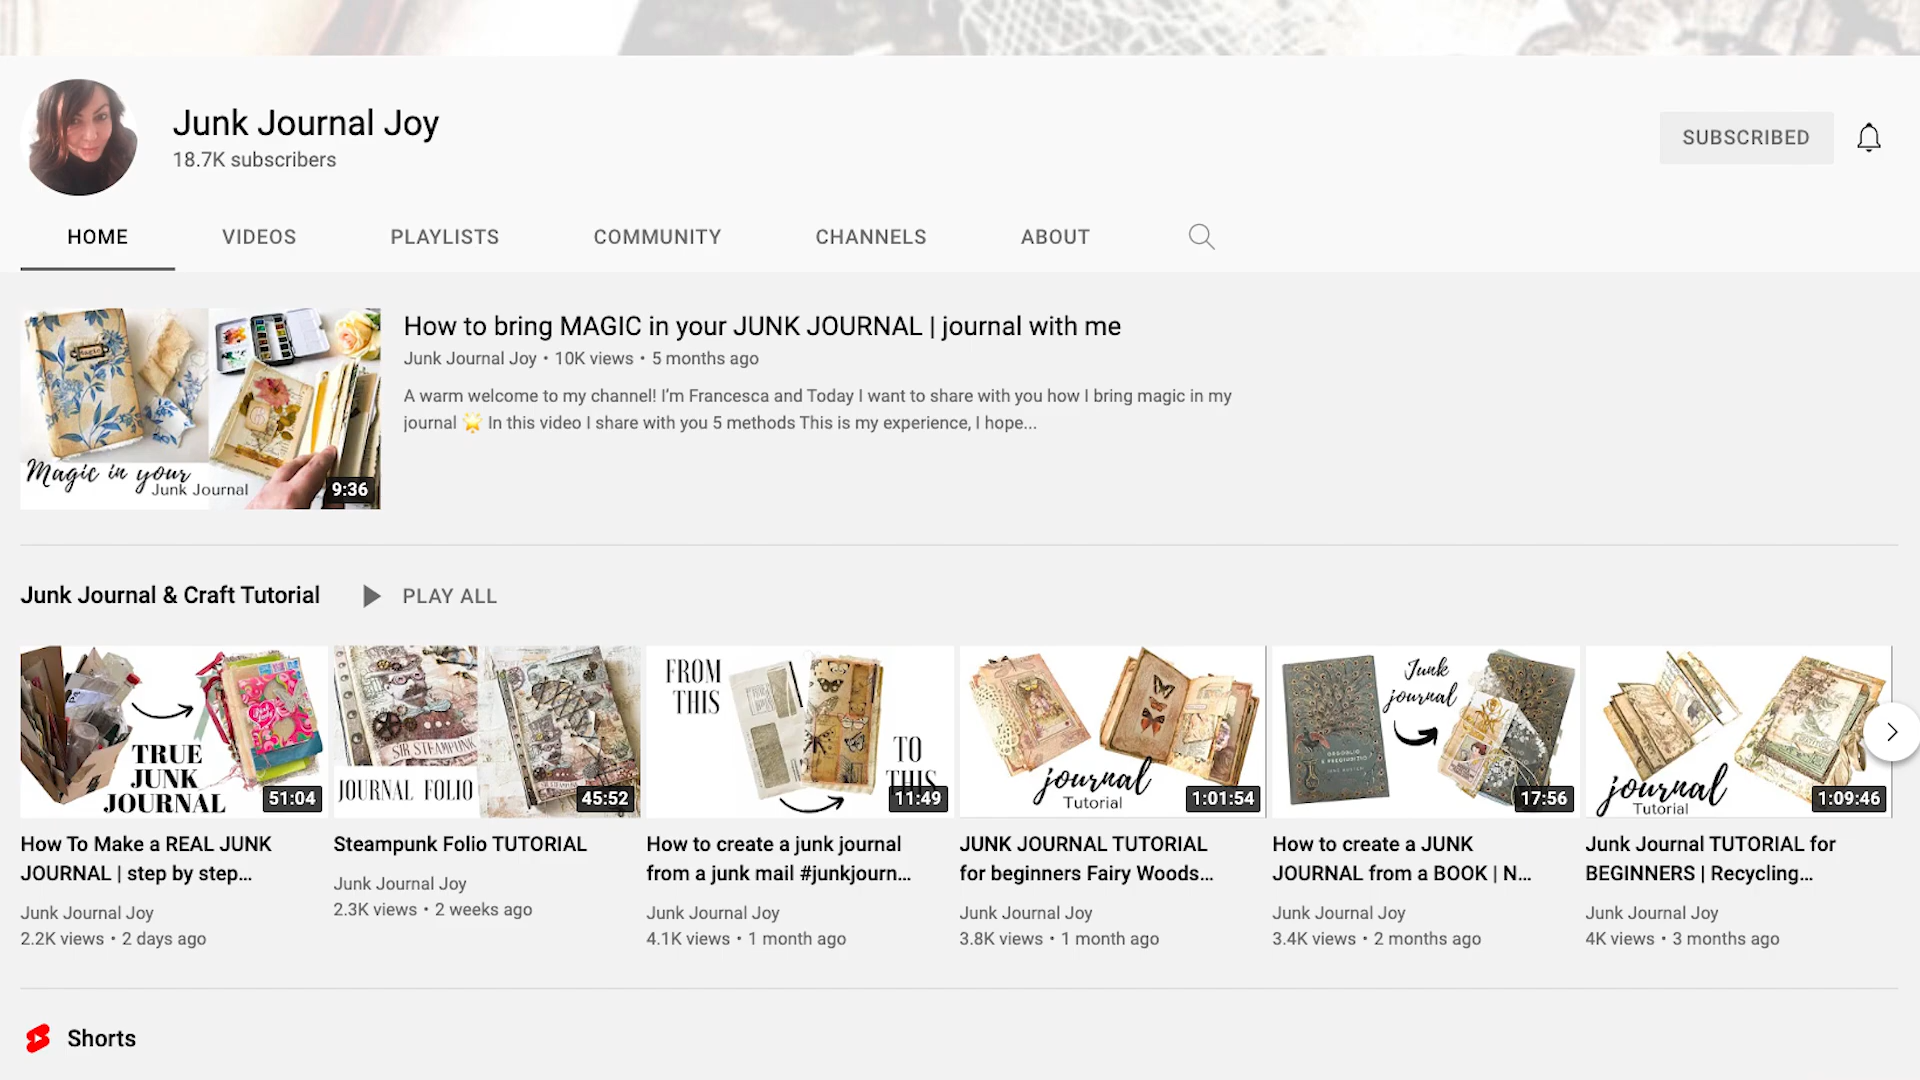 Junk Journal Joy
18.7K subscribers
SUBSCRIBED
HOME
VIDEOS
PLAYLISTS
COMMUNITY
CHANNELS
ABOUT
magic
Magic in your
Junk Journal
9:36
How to bring MAGIC in your JUNK JOURNAL | journal with me
Junk Journal Joy • 10K views • 5 months ago
A warm welcome to my channel! I’m Francesca and Today I want to share with you how I bring magic in my
journal 🌟 In this video I share with you 5 methods This is my experience, I hope...
Junk Journal & Craft Tutorial
PLAY ALL
TRUE
JUNK
JOURNAL
51:04
How To Make a REAL JUNK
JOURNAL | step by step...
Junk Journal Joy
2.2K views • 2 days ago
SIR STEAMPUNK
JOURNAL FOLIO
45:52
Steampunk Folio TUTORIAL
Junk Journal Joy
2.3K views • 2 weeks ago
FROM
THIS
TO
THIS
11:49
How to create a junk journal
from a junk mail #junkjourn...
Junk Journal Joy
4.1K views • 1 month ago
journal
Tutorial
1:01:54
JUNK JOURNAL TUTORIAL
for beginners Fairy Woods...
Junk Journal Joy
3.8K views • 1 month ago
Junk
journal
ORGOGLIO
E PREGIUDIZIO
JANE AUSTEN
17:56
How to create a JUNK
JOURNAL from a BOOK | N...
Junk Journal Joy
3.4K views • 2 months ago
journal
Tutorial
1:09:46
Junk Journal TUTORIAL for
BEGINNERS | Recycling...
Junk Journal Joy
4K views • 3 months ago
Shorts